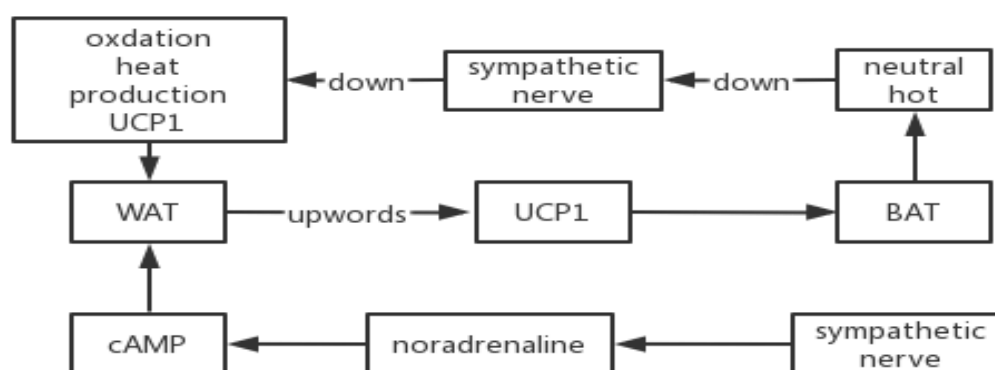 oxdation
heat
production
UCP1
down
sympathetic
nerve
down
neutral
hot
WAT
upwords
UCP1
BAT
cAMP
noradrenaline
sympathetic
nerve